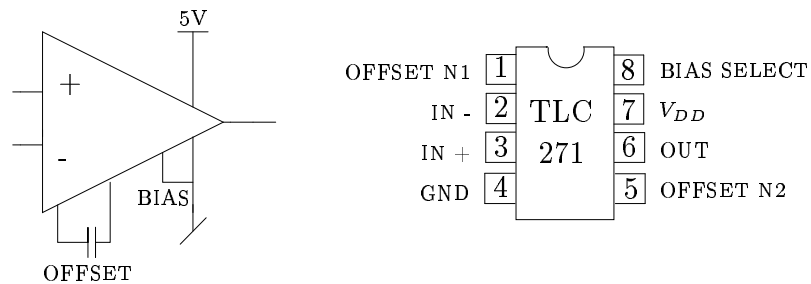 5V
+
-
BIAS
OFFSET
OFFSET N1 1 8 BIAS SELECT
IN - 2 TLC 7 V_DD
IN + 3 271 6 OUT
GND 4 5 OFFSET N2